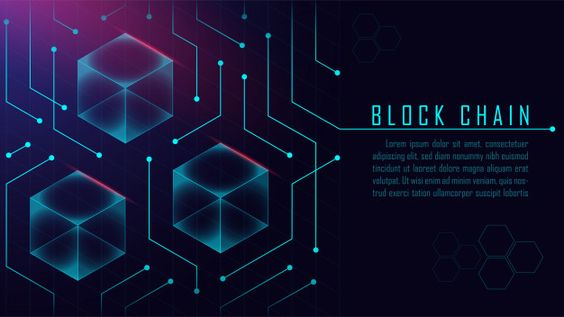 BLOCK CHAIN
Lorem ipsum dolor sit amet, consectetuer
adipiscing elit, sed diam nonummy nibh euismod
tincidunt ut laoreet dolore magna aliquam erat
volutpat. Ut wisi enim ad minim veniam, quis nos-
trud exerci tation ullamcorper suscipit lobortis